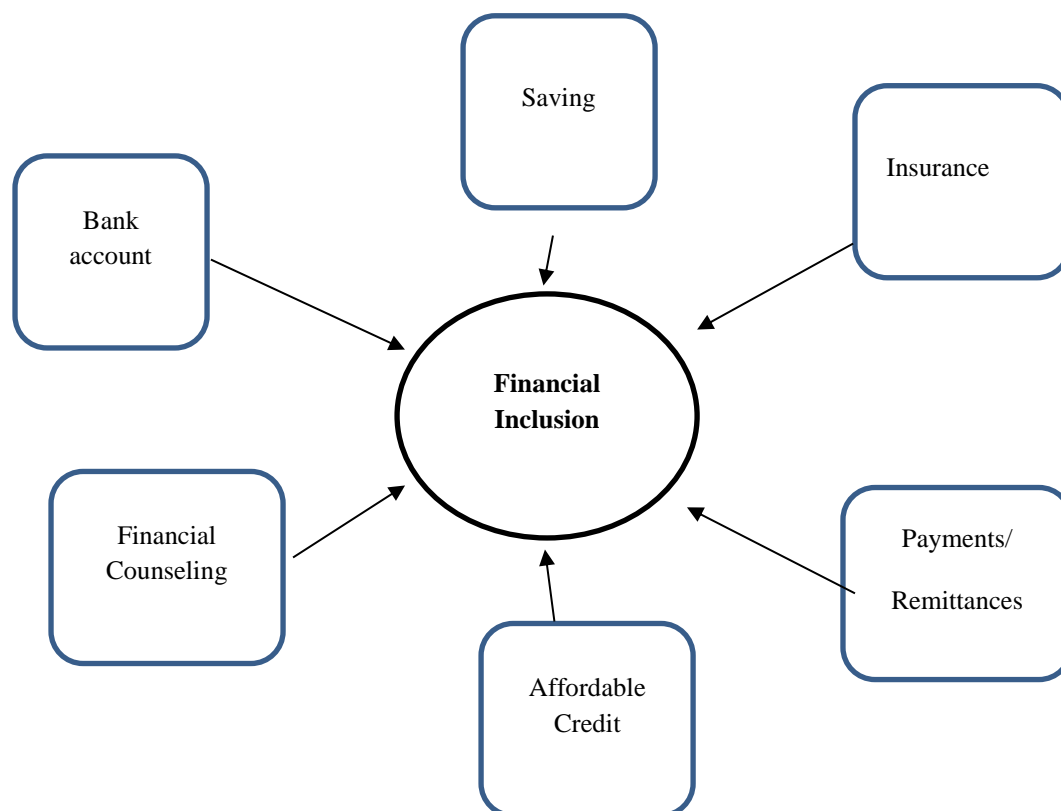 Saving
Insurance
Bank
account
Financial
Inclusion
Financial
Counseling
Payments/
Remittances
Affordable
Credit